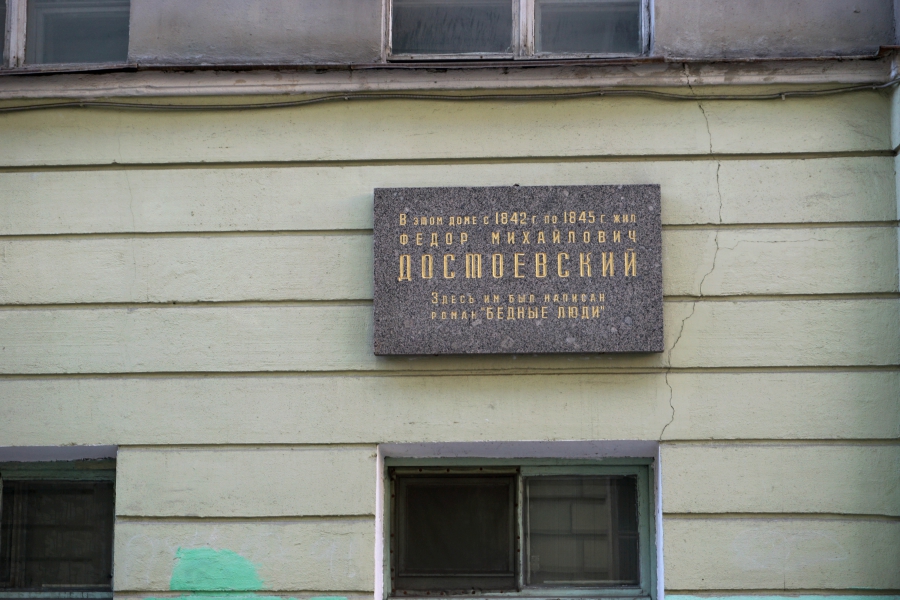 В этом доме с 1842 г. по 1845 г. жил
ФЕДОР МИХАЙЛОВИЧ
ДОСТОЕВСКИЙ
Здесь им был написан
роман "БЕДНЫЕ ЛЮДИ"